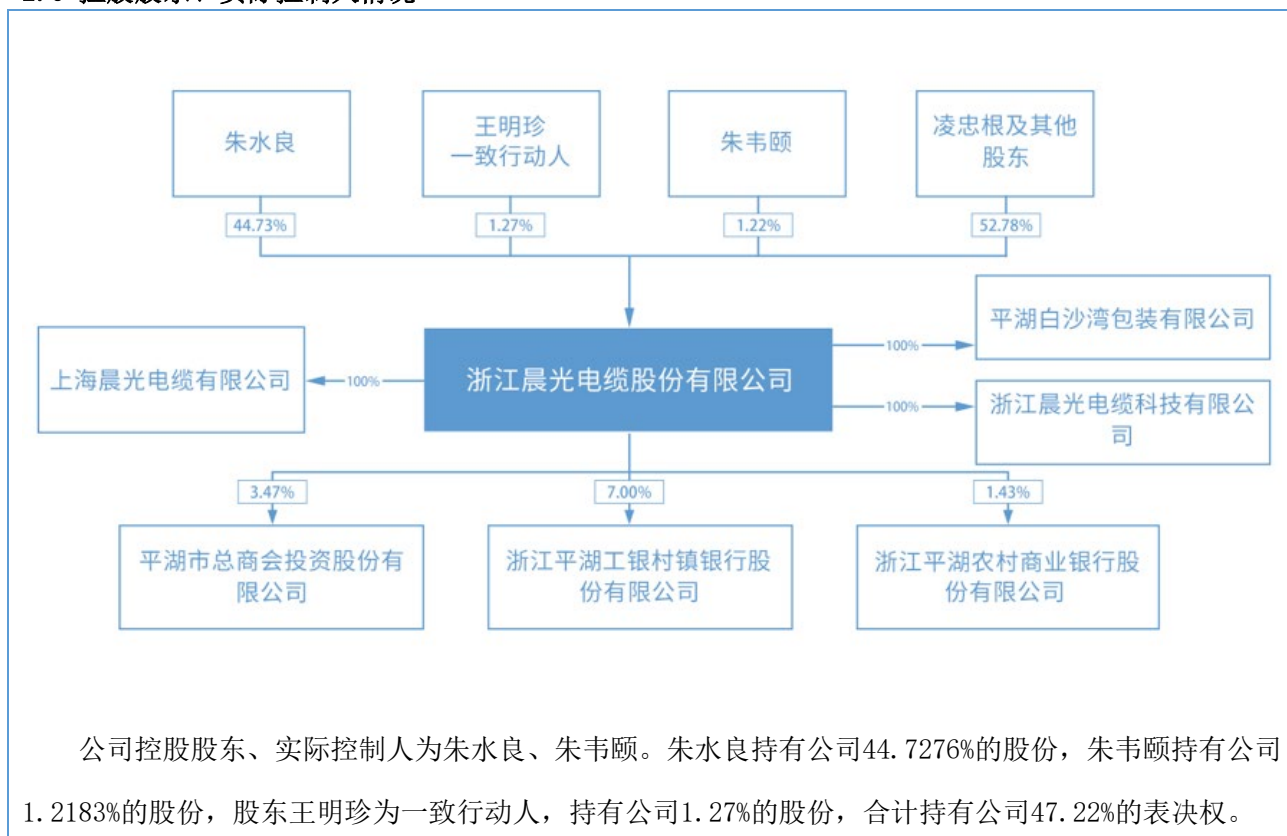 朱水良
王明珍
一致行动人
朱韦颐
凌忠根及其他
股东
44.73%
1.27%
1.22%
52.78%
平湖白沙湾包装有限公司
上海晨光电缆有限公司
100%
浙江晨光电缆股份有限公司
100%
100%
浙江晨光电缆科技有限公
司
3.47%
7.00%
1.43%
平湖市总商会投资股份有
限公司
浙江平湖工银村镇银行股
份有限公司
浙江平湖农村商业银行股
份有限公司
公司控股股东、实际控制人为朱水良、朱韦颐。朱水良持有公司44.7276%的股份，朱韦颐持有公司
1.2183%的股份，股东王明珍为一致行动人，持有公司1.27%的股份，合计持有公司47.22%的表决权。